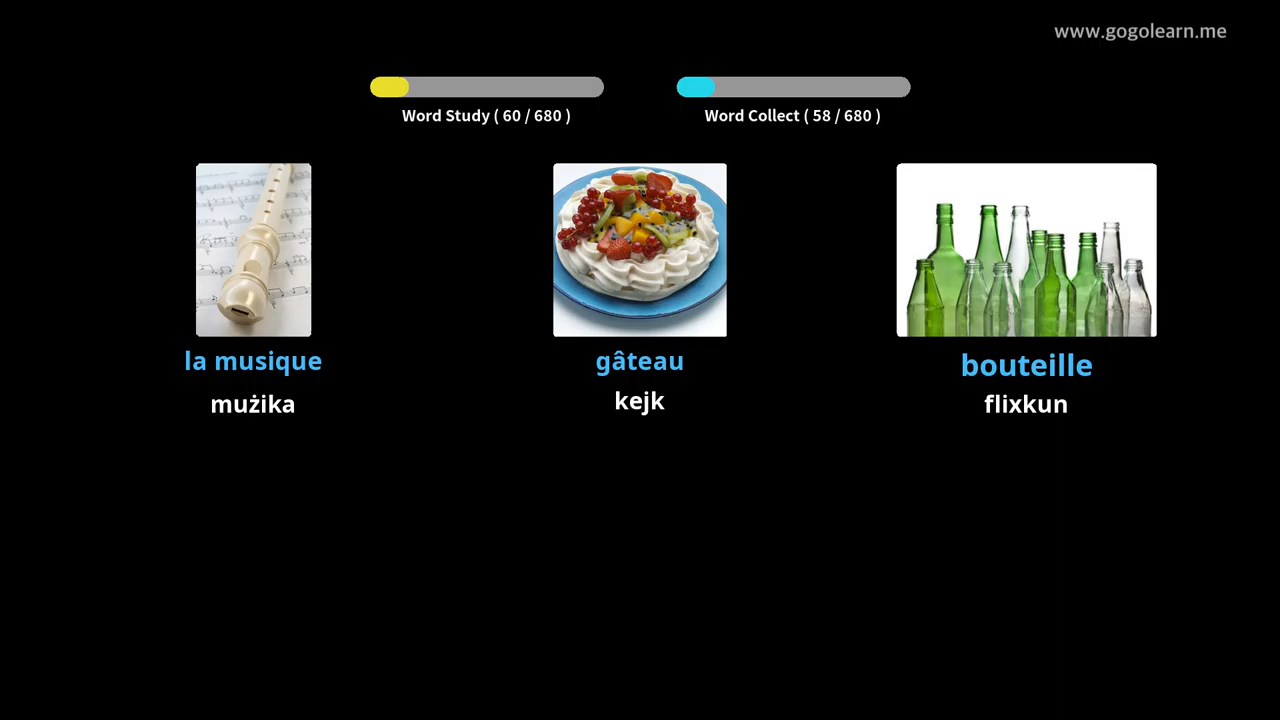 www.gogolearn.me
Word Study ( 60 / 680 )
Word Collect ( 58 / 680 )
la musique
mużika
gâteau
kejk
bouteille
flixkun